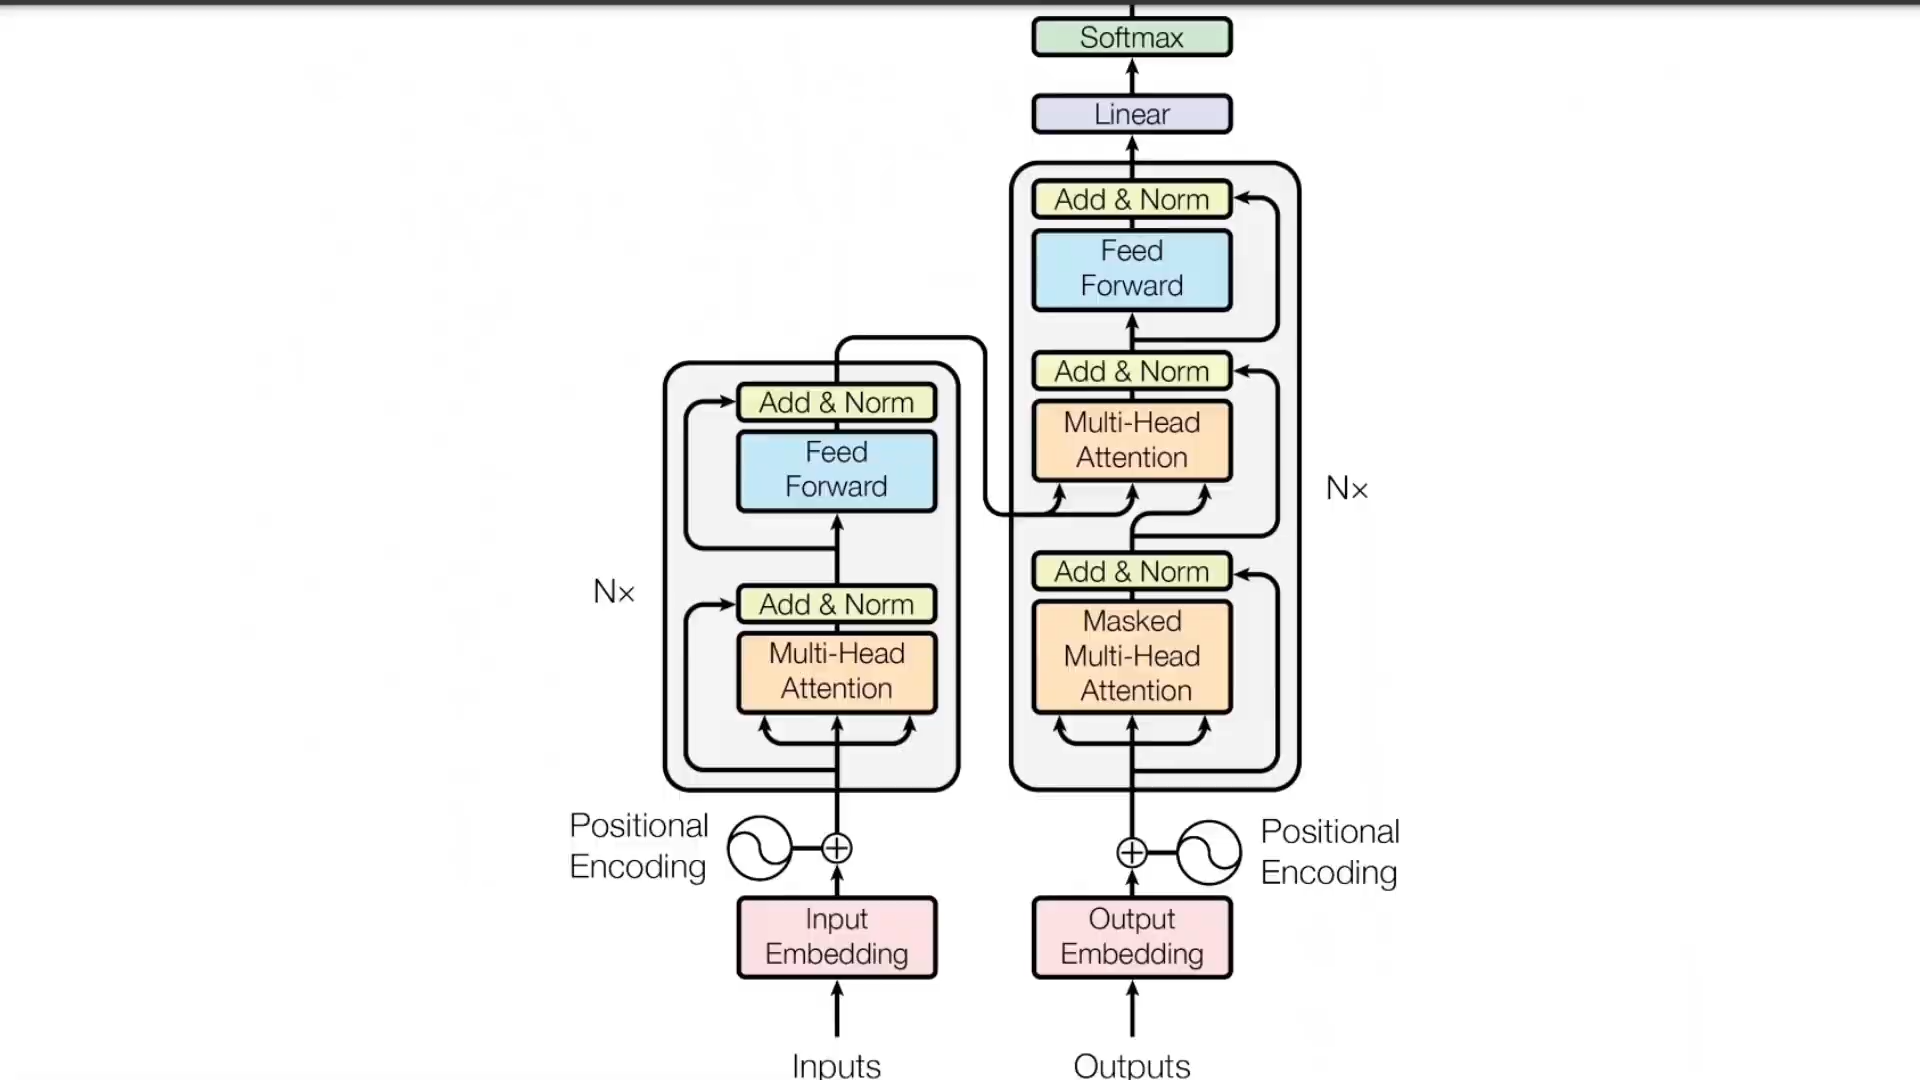 Softmax
Linear
Add & Norm
Feed
Forward
Add & Norm
Multi-Head
Attention
Nx
Add & Norm
Masked
Multi-Head
Attention
Positional
Encoding
Output
Embedding
Outputs
Add & Norm
Feed
Forward
Nx
Add & Norm
Multi-Head
Attention
Positional
Encoding
Input
Embedding
Inputs